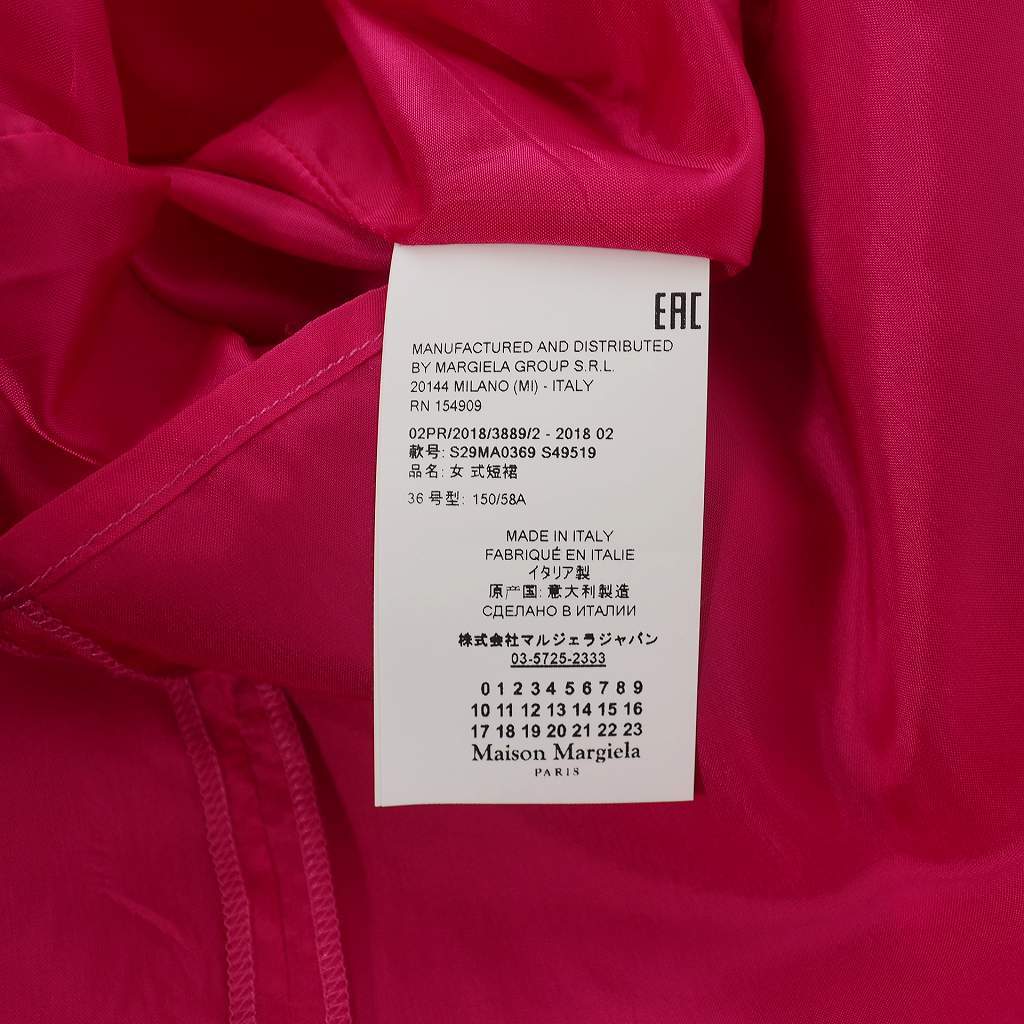 EAC
MANUFACTURED AND DISTRIBUTED
BY MARGIELA GROUP S.R.L.
20144 MILANO (MI) - ITALY
RN 154909
02PR/2018/3889/2 - 2018 02
款号: S29MA0369 S49519
品名: 女 式短裙
36 号型: 150/58A
MADE IN ITALY
FABRIQUÉ EN ITALIE
イタリア製
原产国: 意大利製造
СДЕЛАНО В ИТАЛИИ
株式会社マルジェラジャパン
03-5725-2333
0 1 2 3 4 5 6 7 8 9
10 11 12 13 14 15 16
17 18 19 20 21 22 23
Maison Margiela
PARIS